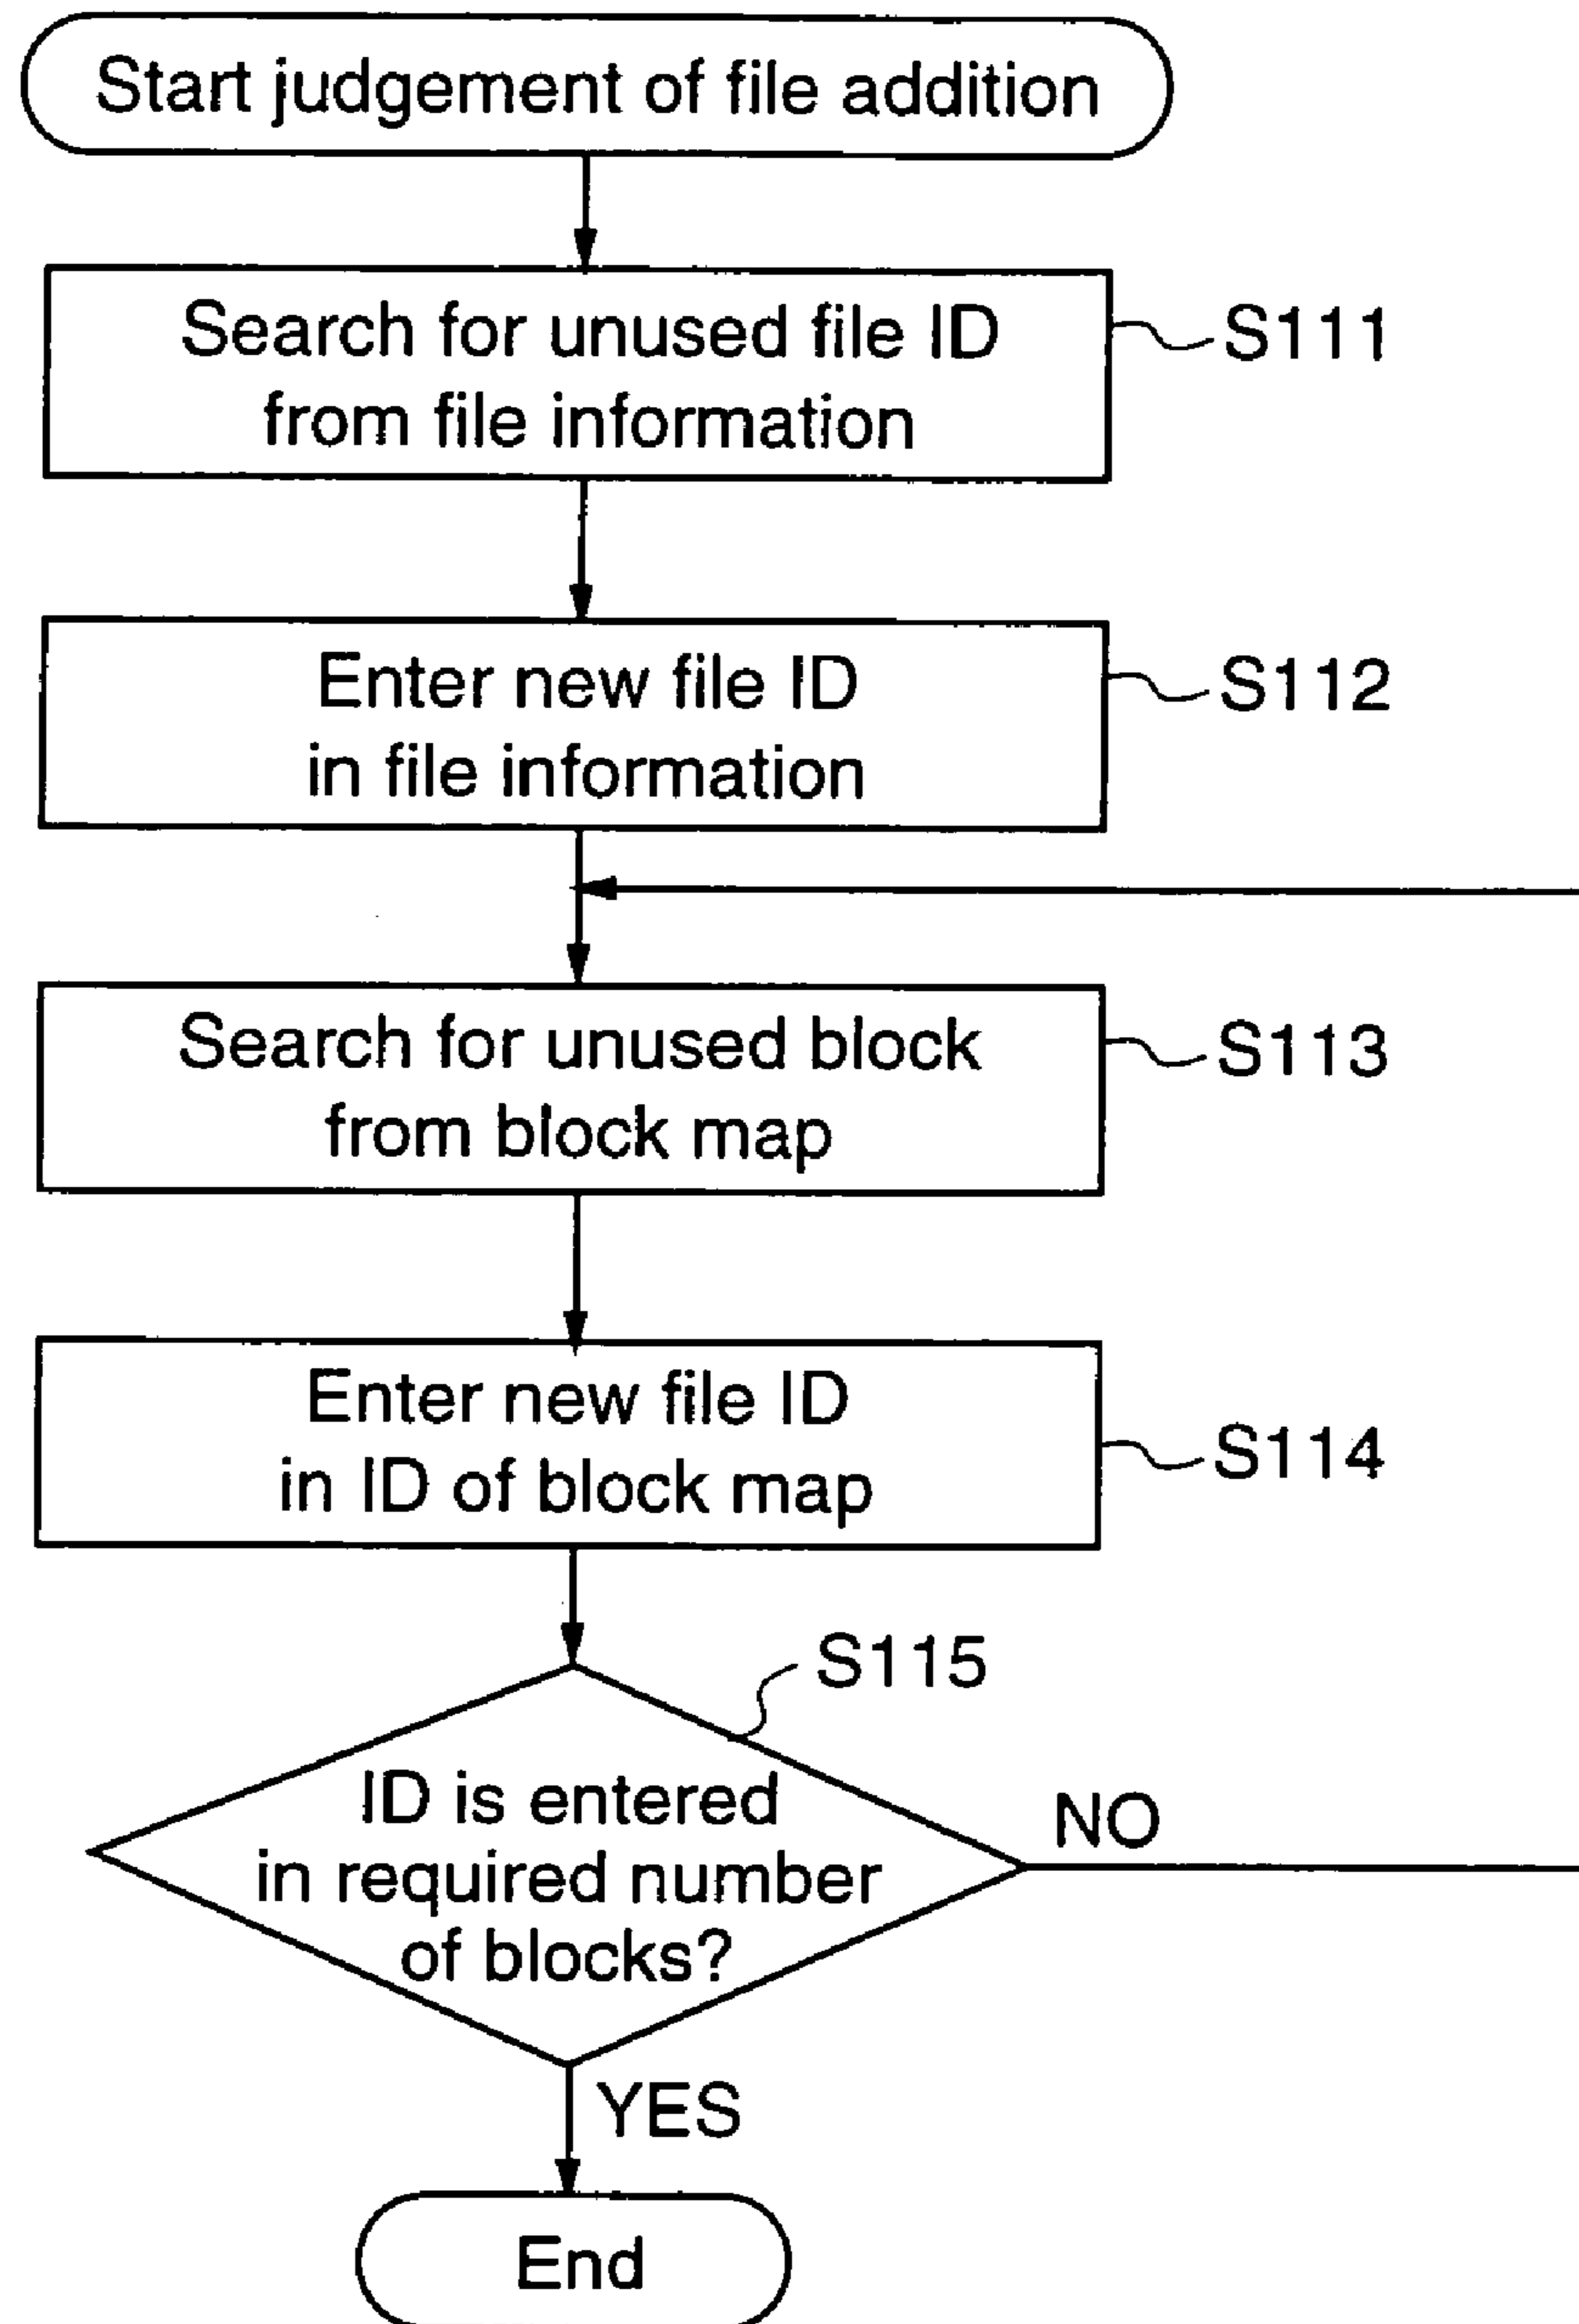 Start judgement of file addition
Search for unused file ID
from file information
S111
Enter new file ID
in file information
S112
Search for unused block
from block map
S113
Enter new file ID
in ID of block map
S114
S115
ID is entered
in required number
of blocks?
NO
YES
End